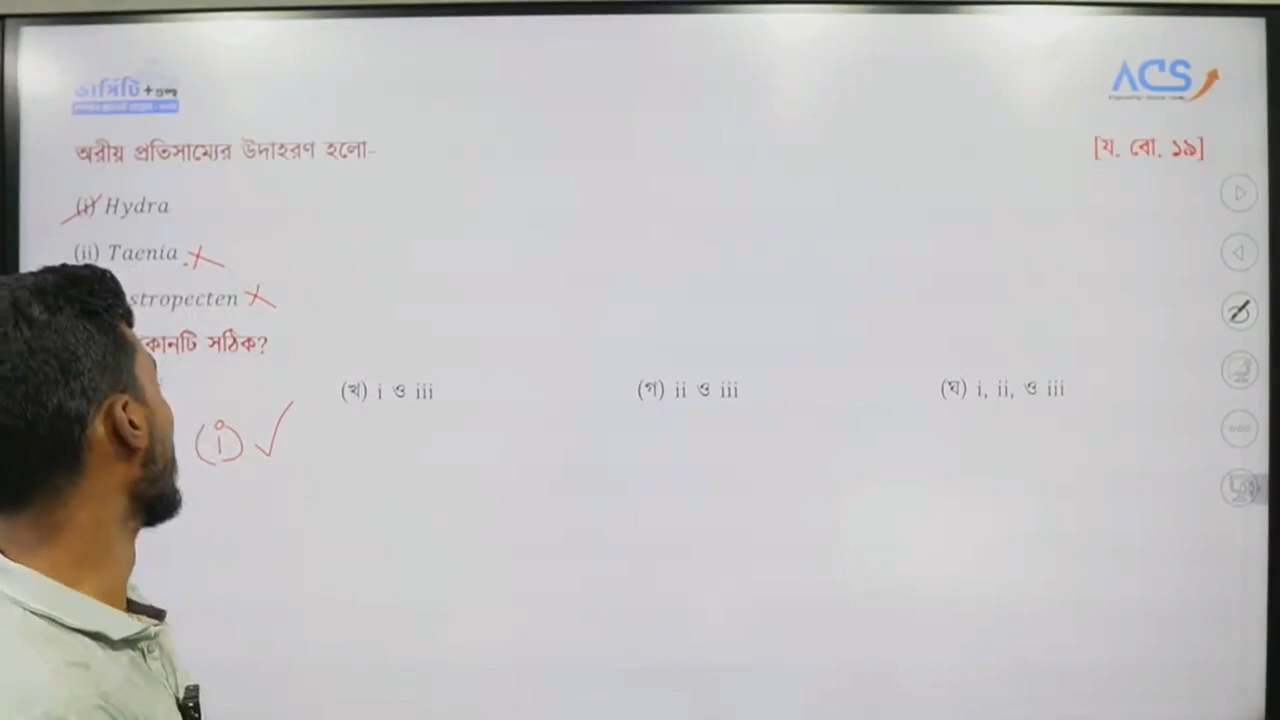 ভার্সিটি + গুচ্ছ
ACS
অরীয় প্রতিসাম্যের উদাহরণ হলো- [য. বো. ১৯]
(i) Hydra
(ii) Taenia
stropecten
কোনটি সঠিক?
(খ) i ও iii (গ) ii ও iii (ঘ) i, ii, ও iii
(i) ✓